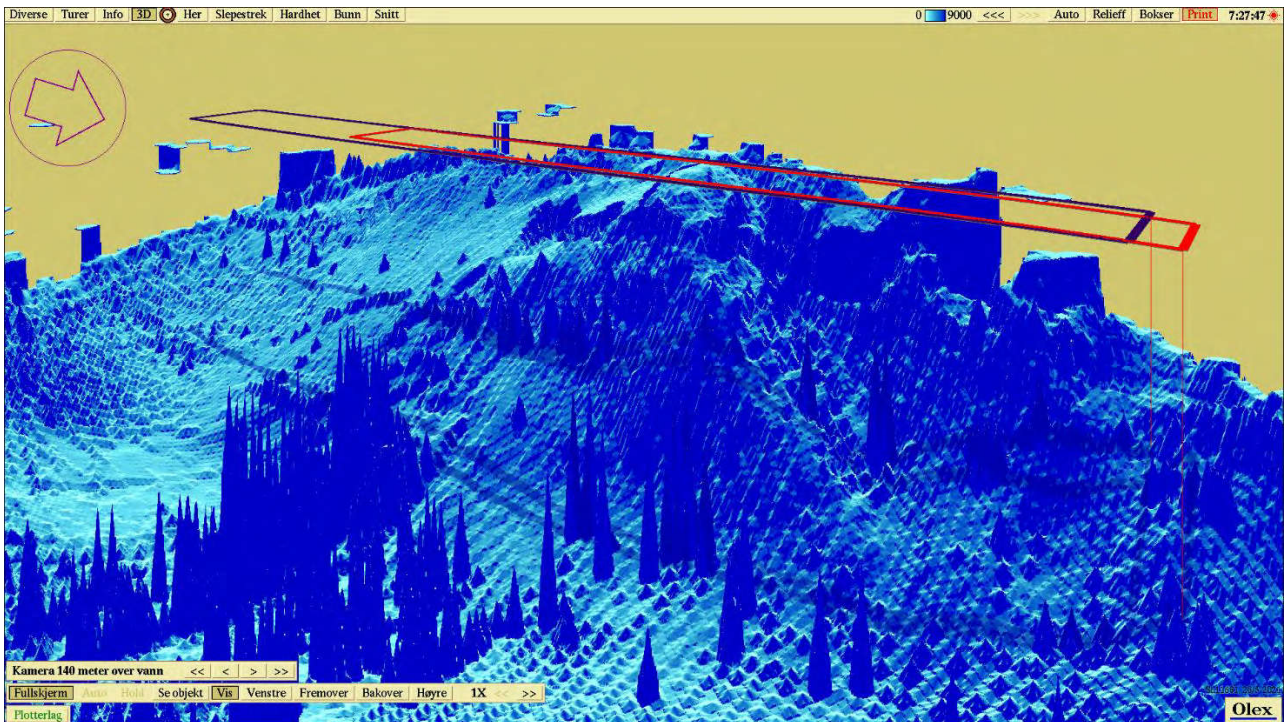 Diverse Turer Info 3D Her Slepestrek Hardhet Bunn Snitt 0 9000 <<< >>> Auto Relieff Bokser Print 7:27:47
Kamera 140 meter over vann << < > >>
Fullskjerm Auto Hold Se objekt Vis Venstre Fremover Bakover Høyre 1X << >>
Plotterlag Olex